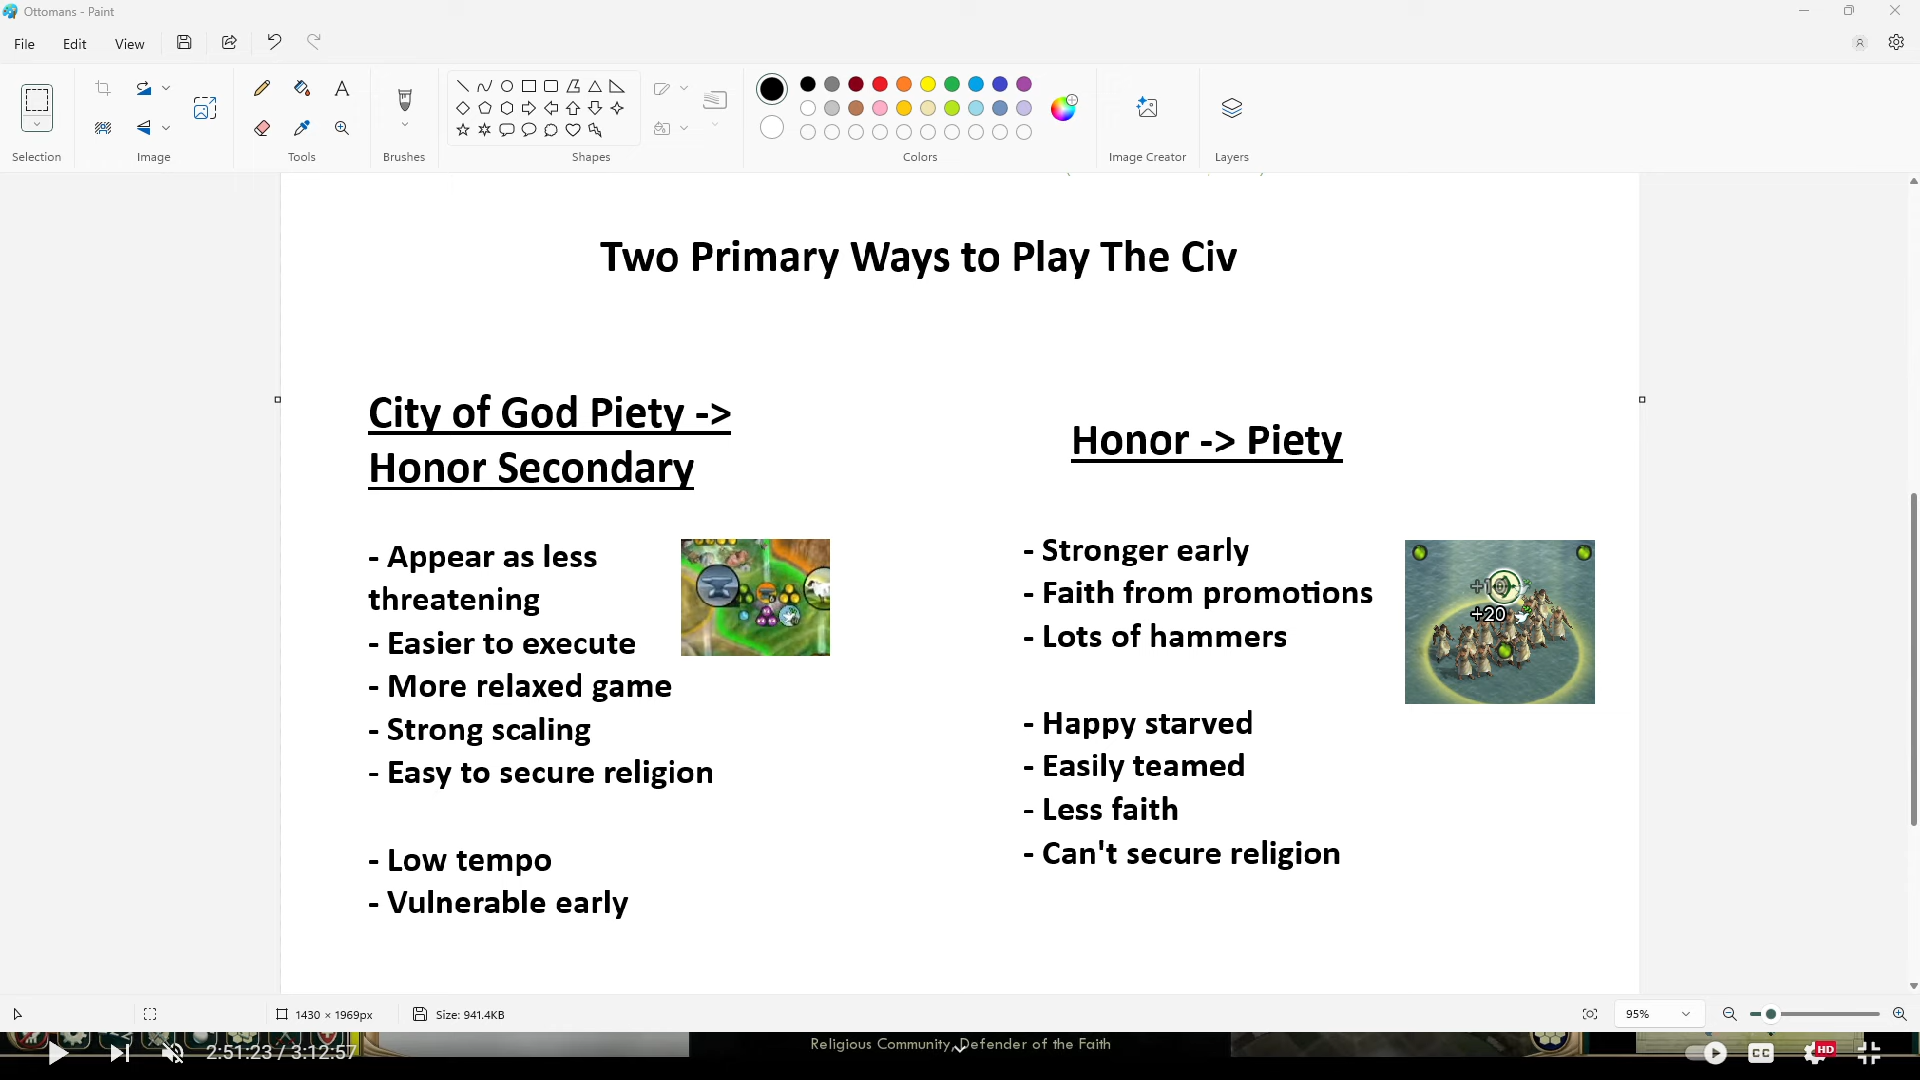 Ottomans - Paint
File Edit View
Selection Image Tools Brushes Shapes Colors Image Creator Layers
Two Primary Ways to Play The Civ
City of God Piety ->
Honor Secondary
- Appear as less
threatening
- Easier to execute
- More relaxed game
- Strong scaling
- Easy to secure religion
- Low tempo
- Vulnerable early
Honor -> Piety
- Stronger early
- Faith from promotions
- Lots of hammers
- Happy starved
- Easily teamed
- Less faith
- Can't secure religion
+10
+20
1430 × 1969px Size: 941.4KB 95%
Religious Community, Defender of the Faith
2:51:23 / 3:12:57 CC HD